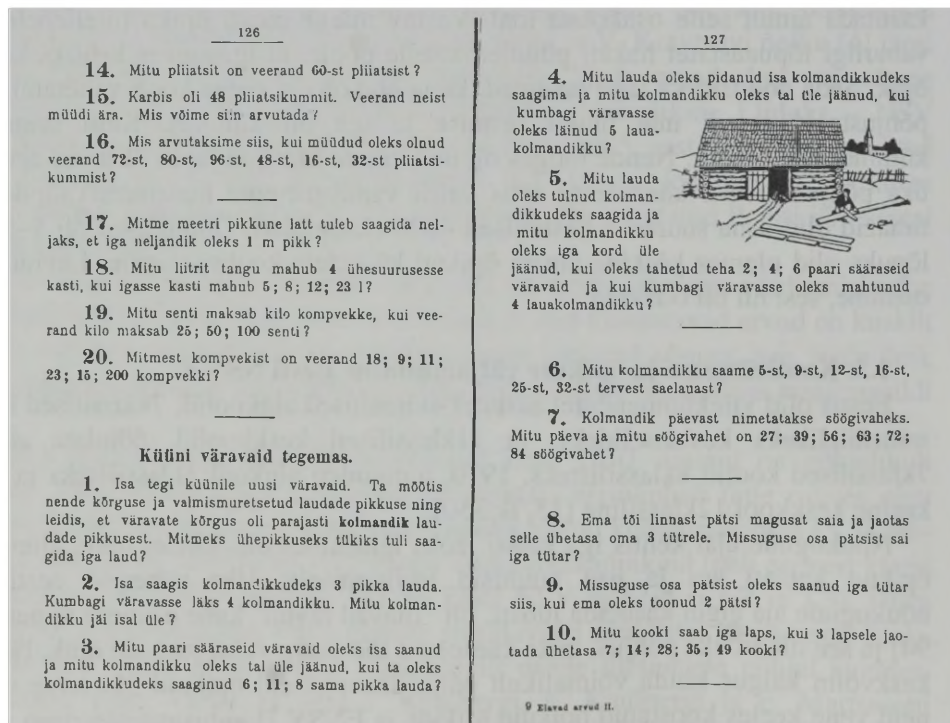 126
14. Mitu pliiatsit on veerand 60-st pliiatsist?
15. Karbis oli 48 pliiatsikummit. Veerand neist
müüdi ära. Mis võime siin arvutada?
16. Mis arvutaksime siis, kui müüdud oleks olnud
veerand 72-st, 80-st, 96-st, 48-st, 16-st, 32-st pliiatsi-
kummist?
17. Mitme meetri pikkune latt tuleb saagida nel-
jaks, et iga neljandik oleks 1 m pikk?
18. Mitu liitrit tangu mahub 4 ühesuurusesse
kasti, kui igasse kasti mahub 5; 8; 12; 23 l?
19. Mitu senti maksab kilo kompvekke, kui vee-
rand kilo maksab 25; 50; 100 senti?
20. Mitmest kompvekist on veerand 18; 9; 11;
23; 15; 200 kompvekki?
Küüni väravaid tegemas.
1. Isa tegi küünile uusi väravaid. Ta mõõtis
nende kõrguse ja valmismuretsetud laudade pikkuse ning
leidis, et väravate kõrgus oli parajasti kolmandik lau-
dade pikkusest. Mitmeks ühepikkuseks tükiks tuli saa-
gida iga laud?
2. Isa saagis kolmandikkudeks 3 pikka lauda.
Kumbagi väravasse läks 4 kolmandikku. Mitu kolman-
dikku jäi isal üle?
3. Mitu paari sääraseid väravaid oleks isa saanud
ja mitu kolmandikku oleks tal üle jäänud, kui ta oleks
kolmandikkudeks saaginud 6; 11; 8 sama pikka lauda?
127
4. Mitu lauda oleks pidanud isa kolmandikkudeks
saagima ja mitu kolmandikku oleks tal üle jäänud, kui
kumbagi väravasse
oleks läinud 5 laua-
kolmandikku?
5. Mitu lauda
oleks tulnud kolman-
dikkudeks saagida ja
mitu kolmandikku
oleks iga kord üle
jäänud, kui oleks tahetud teha 2; 4; 6 paari sääraseid
väravaid ja kui kumbagi väravasse oleks mahtunud
4 lauakolmandikku?
6. Mitu kolmandikku saame 5-st, 9-st, 12-st, 16-st,
25-st, 32-st tervest saelauast?
7. Kolmandik päevast nimetatakse söögivaheks.
Mitu päeva ja mitu söögivahet on 27; 39; 56; 63; 72;
84 söögivahet?
8. Ema tõi linnast pätsi magusat saia ja jaotas
selle ühetasa oma 3 tütrele. Missuguse osa pätsist sai
iga tütar?
9. Missuguse osa pätsist oleks saanud iga tütar
siis, kui ema oleks toonud 2 pätsi?
10. Mitu kooki saab iga laps, kui 3 lapsele jao-
tada ühetasa 7; 14; 28; 35; 49 kooki?
9 Elavad arvud II.